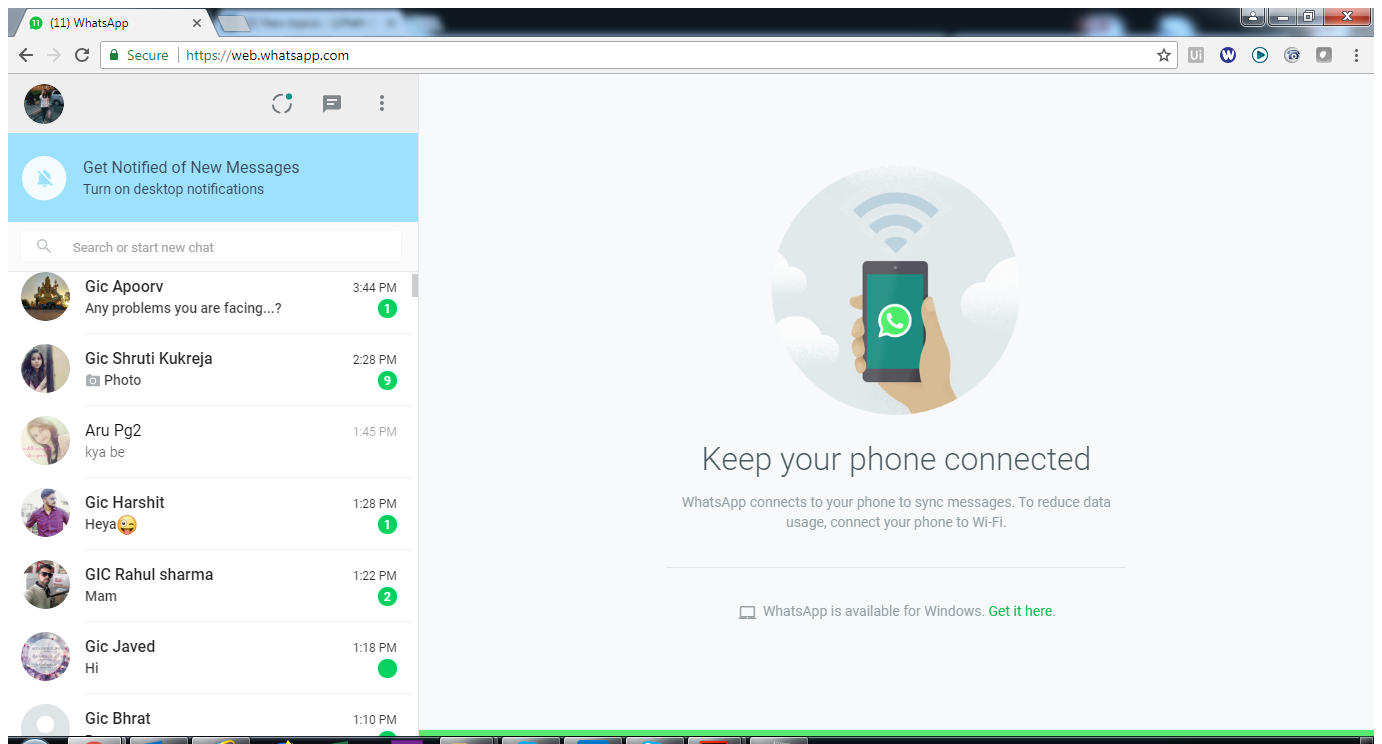 (11) WhatsApp
Secure
https://web.whatsapp.com
Get Notified of New Messages
Turn on desktop notifications
Search or start new chat
Gic Apoorv 3:44 PM
Any problems you are facing...? 1
Gic Shruti Kukreja 2:28 PM
Photo 9
Aru Pg2 1:45 PM
kya be
Gic Harshit 1:28 PM
Heya😜 1
GIC Rahul sharma 1:22 PM
Mam 2
Gic Javed 1:18 PM
Hi
Gic Bhrat 1:10 PM
Keep your phone connected
WhatsApp connects to your phone to sync messages. To reduce data
usage, connect your phone to Wi-Fi.
WhatsApp is available for Windows. Get it here.